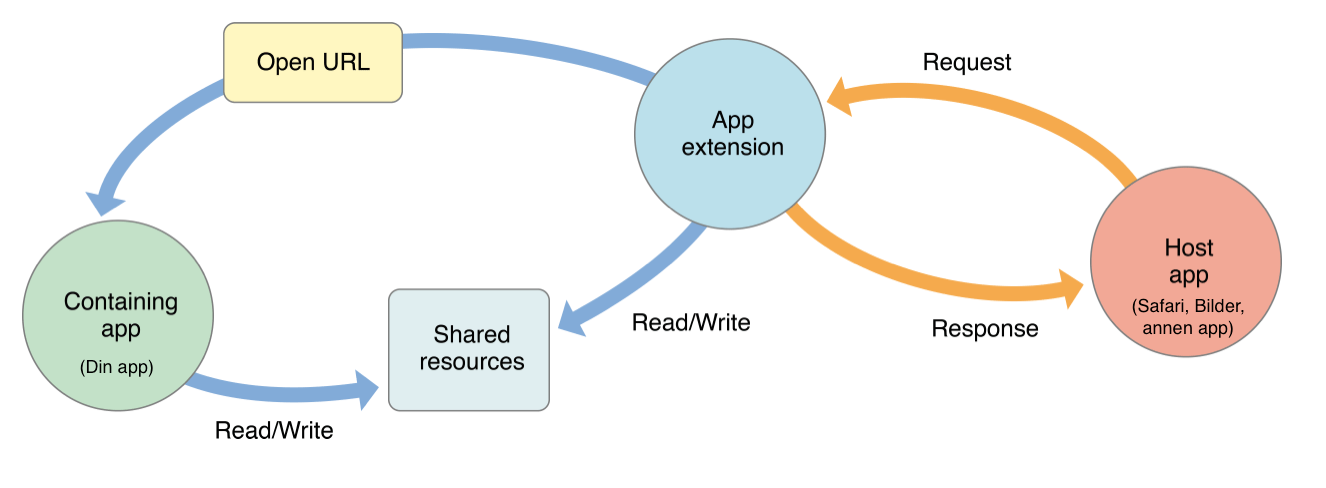 Open URL
App
extension
Request
Host
app
(Safari, Bilder,
annen app)
Containing
app
(Din app)
Shared
resources
Read/Write
Response
Read/Write